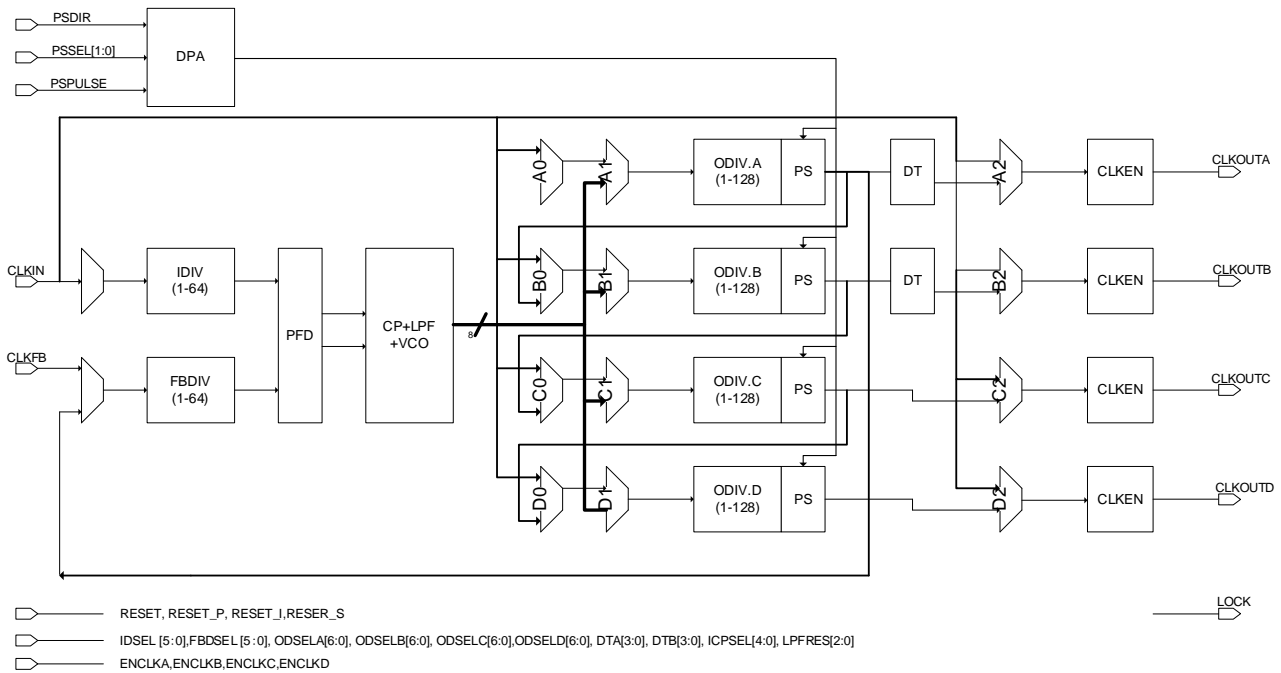 PSDIR
PSSEL[1:0]
PSPULSE
DPA
A0
A1
ODIV.A
(1-128)
PS
DT
A2
CLKEN
CLKOUTA
CLKIN
IDIV
(1-64)
B0
B1
ODIV.B
(1-128)
PS
DT
B2
CLKEN
CLKOUTB
PFD
CP+LPF
+VCO
8
CLKFB
FBDIV
(1-64)
C0
C1
ODIV.C
(1-128)
PS
C2
CLKEN
CLKOUTC
D0
D1
ODIV.D
(1-128)
PS
D2
CLKEN
CLKOUTD
RESET, RESET_P, RESET_I,RESER_S
LOCK
IDSEL [5:0],FBDSEL [5:0], ODSELA[6:0], ODSELB[6:0], ODSELC[6:0],ODSELD[6:0], DTA[3:0], DTB[3:0], ICPSEL[4:0], LPFRES[2:0]
ENCLKA,ENCLKB,ENCLKC,ENCLKD